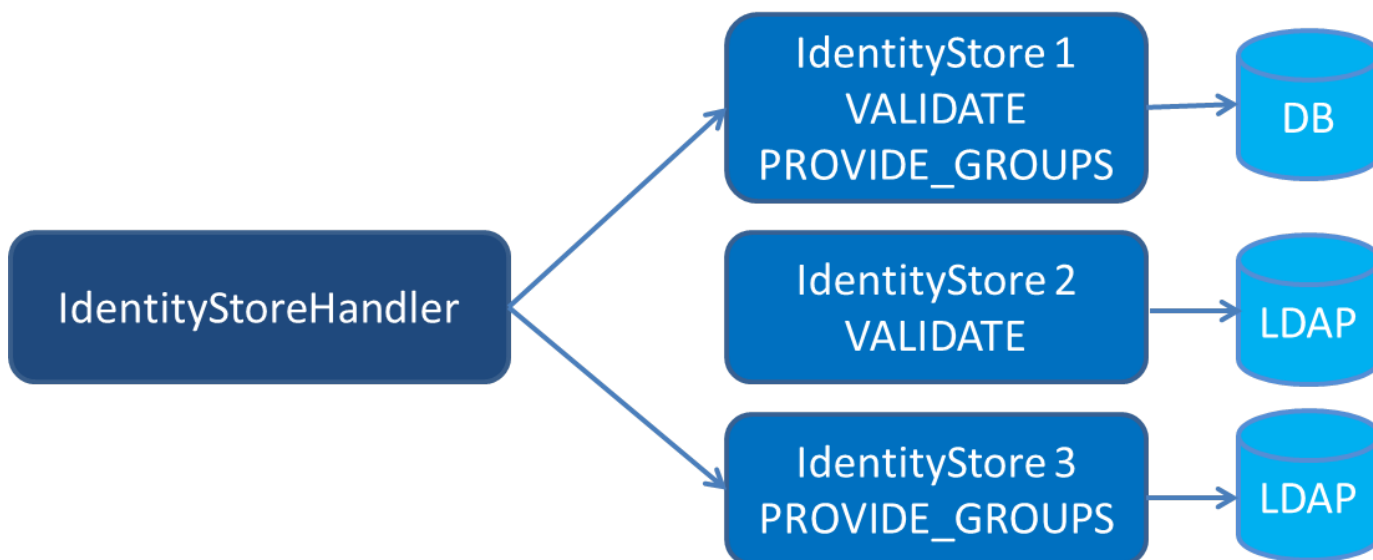 IdentityStoreHandler
IdentityStore 1
VALIDATE
PROVIDE_GROUPS
DB
IdentityStore 2
VALIDATE
LDAP
IdentityStore 3
PROVIDE_GROUPS
LDAP